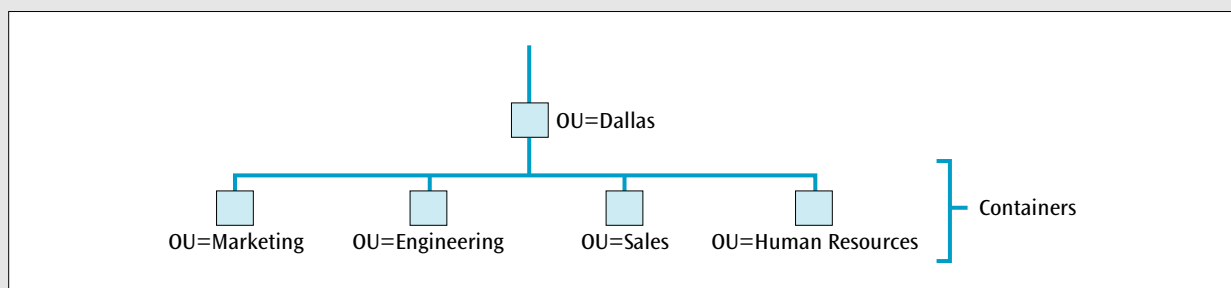 OU=Dallas
Containers
OU=Marketing
OU=Engineering
OU=Sales
OU=Human Resources